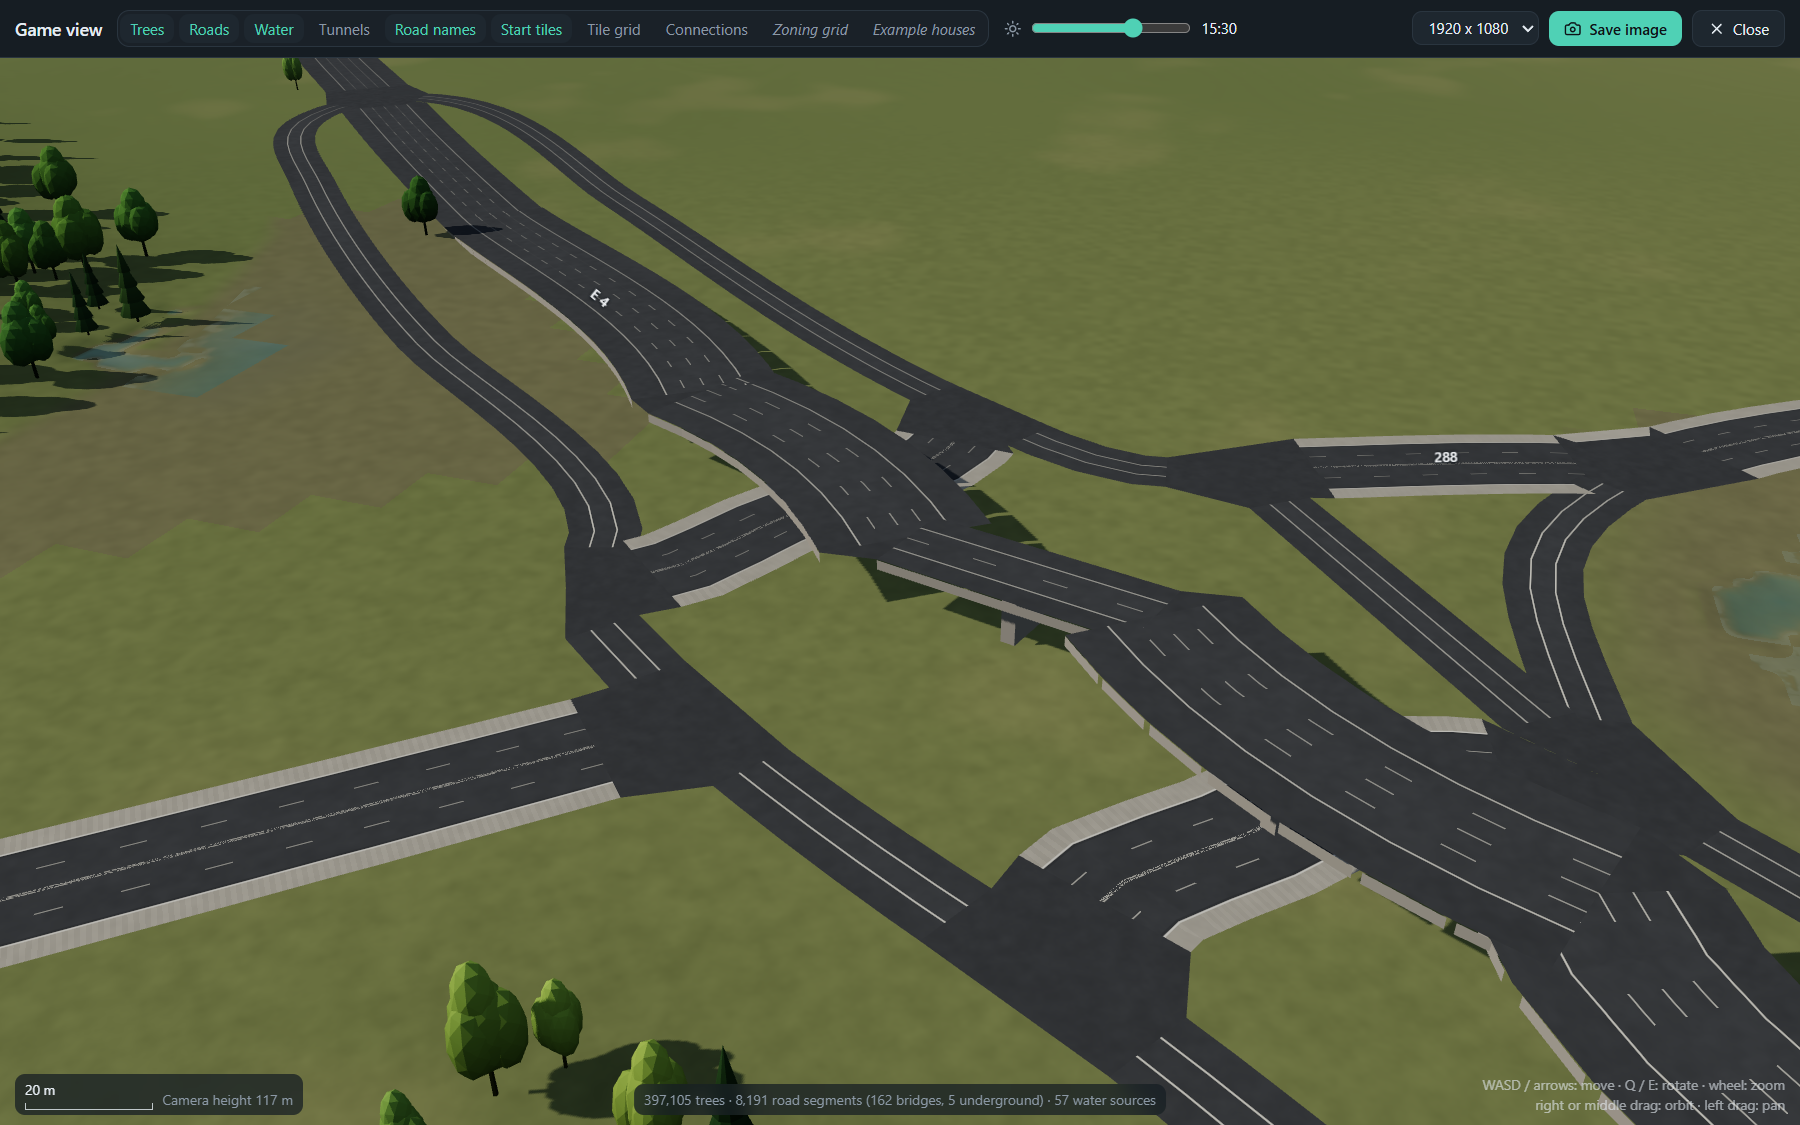 Game view
Trees
Roads
Water
Tunnels
Road names
Start tiles
Tile grid
Connections
Zoning grid
Example houses
15:30
1920 x 1080
Save image
Close
E 4
288
20 m
Camera height 117 m
397,105 trees · 8,191 road segments (162 bridges, 5 underground) · 57 water sources
WASD / arrows: move · Q / E: rotate · wheel: zoom
right or middle drag: orbit · left drag: pan